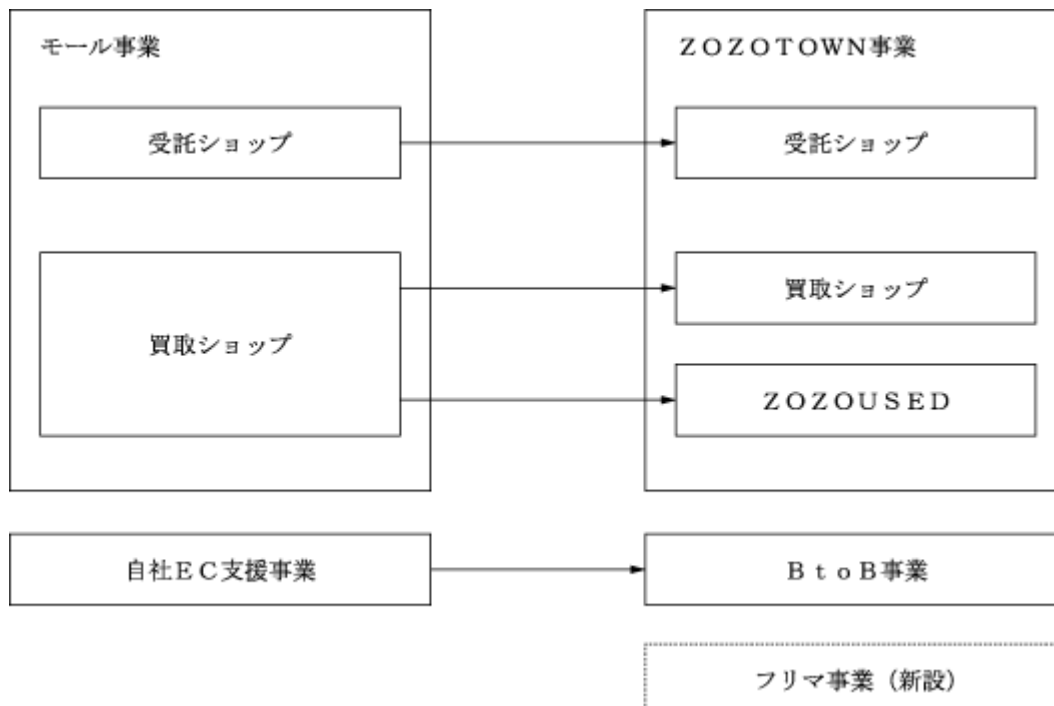 モール事業
受託ショップ
買取ショップ
自社ＥＣ支援事業
ＺＯＺＯＴＯＷＮ事業
受託ショップ
買取ショップ
ＺＯＺＯＵＳＥＤ
ＢｔｏＢ事業
フリマ事業（新設）